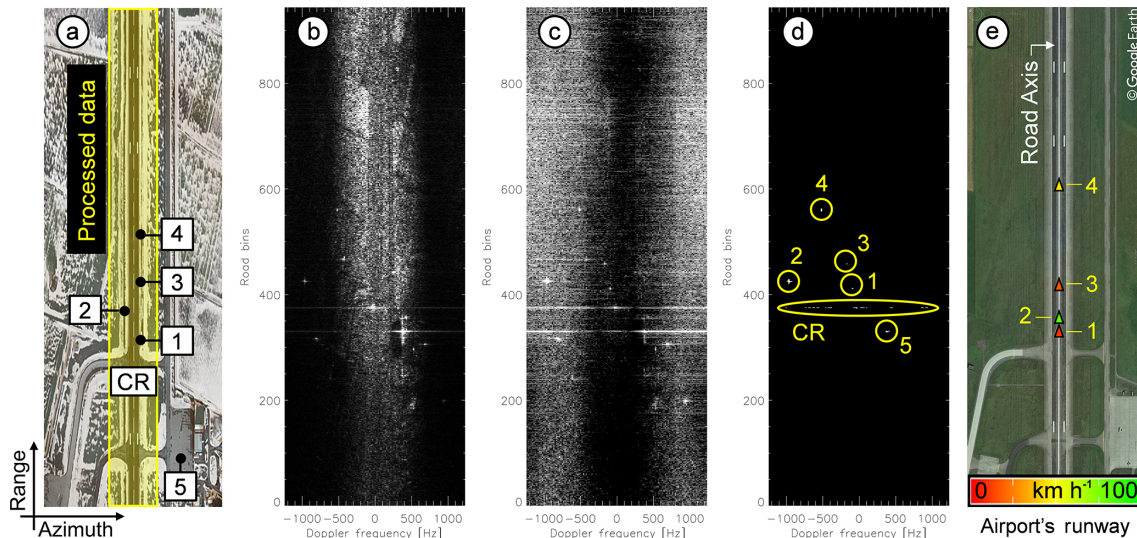 a
Processed data
4
3
2
1
CR
5
Range
Azimuth
b
Road bins
800
600
400
200
0
-1000 -500 0 500 1000
Doppler frequency [Hz]
c
Road bins
800
600
400
200
0
-1000 -500 0 500 1000
Doppler frequency [Hz]
d
Road bins
800
600
400
200
0
4
3
2
1
CR
5
-1000 -500 0 500 1000
Doppler frequency [Hz]
e
© Google Earth
Road Axis
4
3
2
1
0 km h⁻¹ 100
Airport's runway